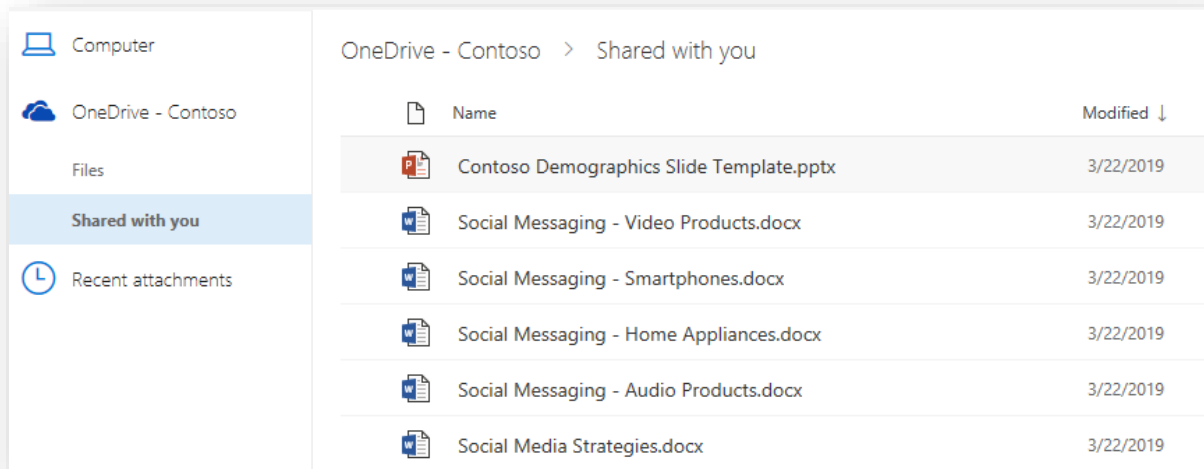 Computer
OneDrive - Contoso
Files
Shared with you
Recent attachments
OneDrive - Contoso > Shared with you
Name Modified ↓
Contoso Demographics Slide Template.pptx 3/22/2019
Social Messaging - Video Products.docx 3/22/2019
Social Messaging - Smartphones.docx 3/22/2019
Social Messaging - Home Appliances.docx 3/22/2019
Social Messaging - Audio Products.docx 3/22/2019
Social Media Strategies.docx 3/22/2019